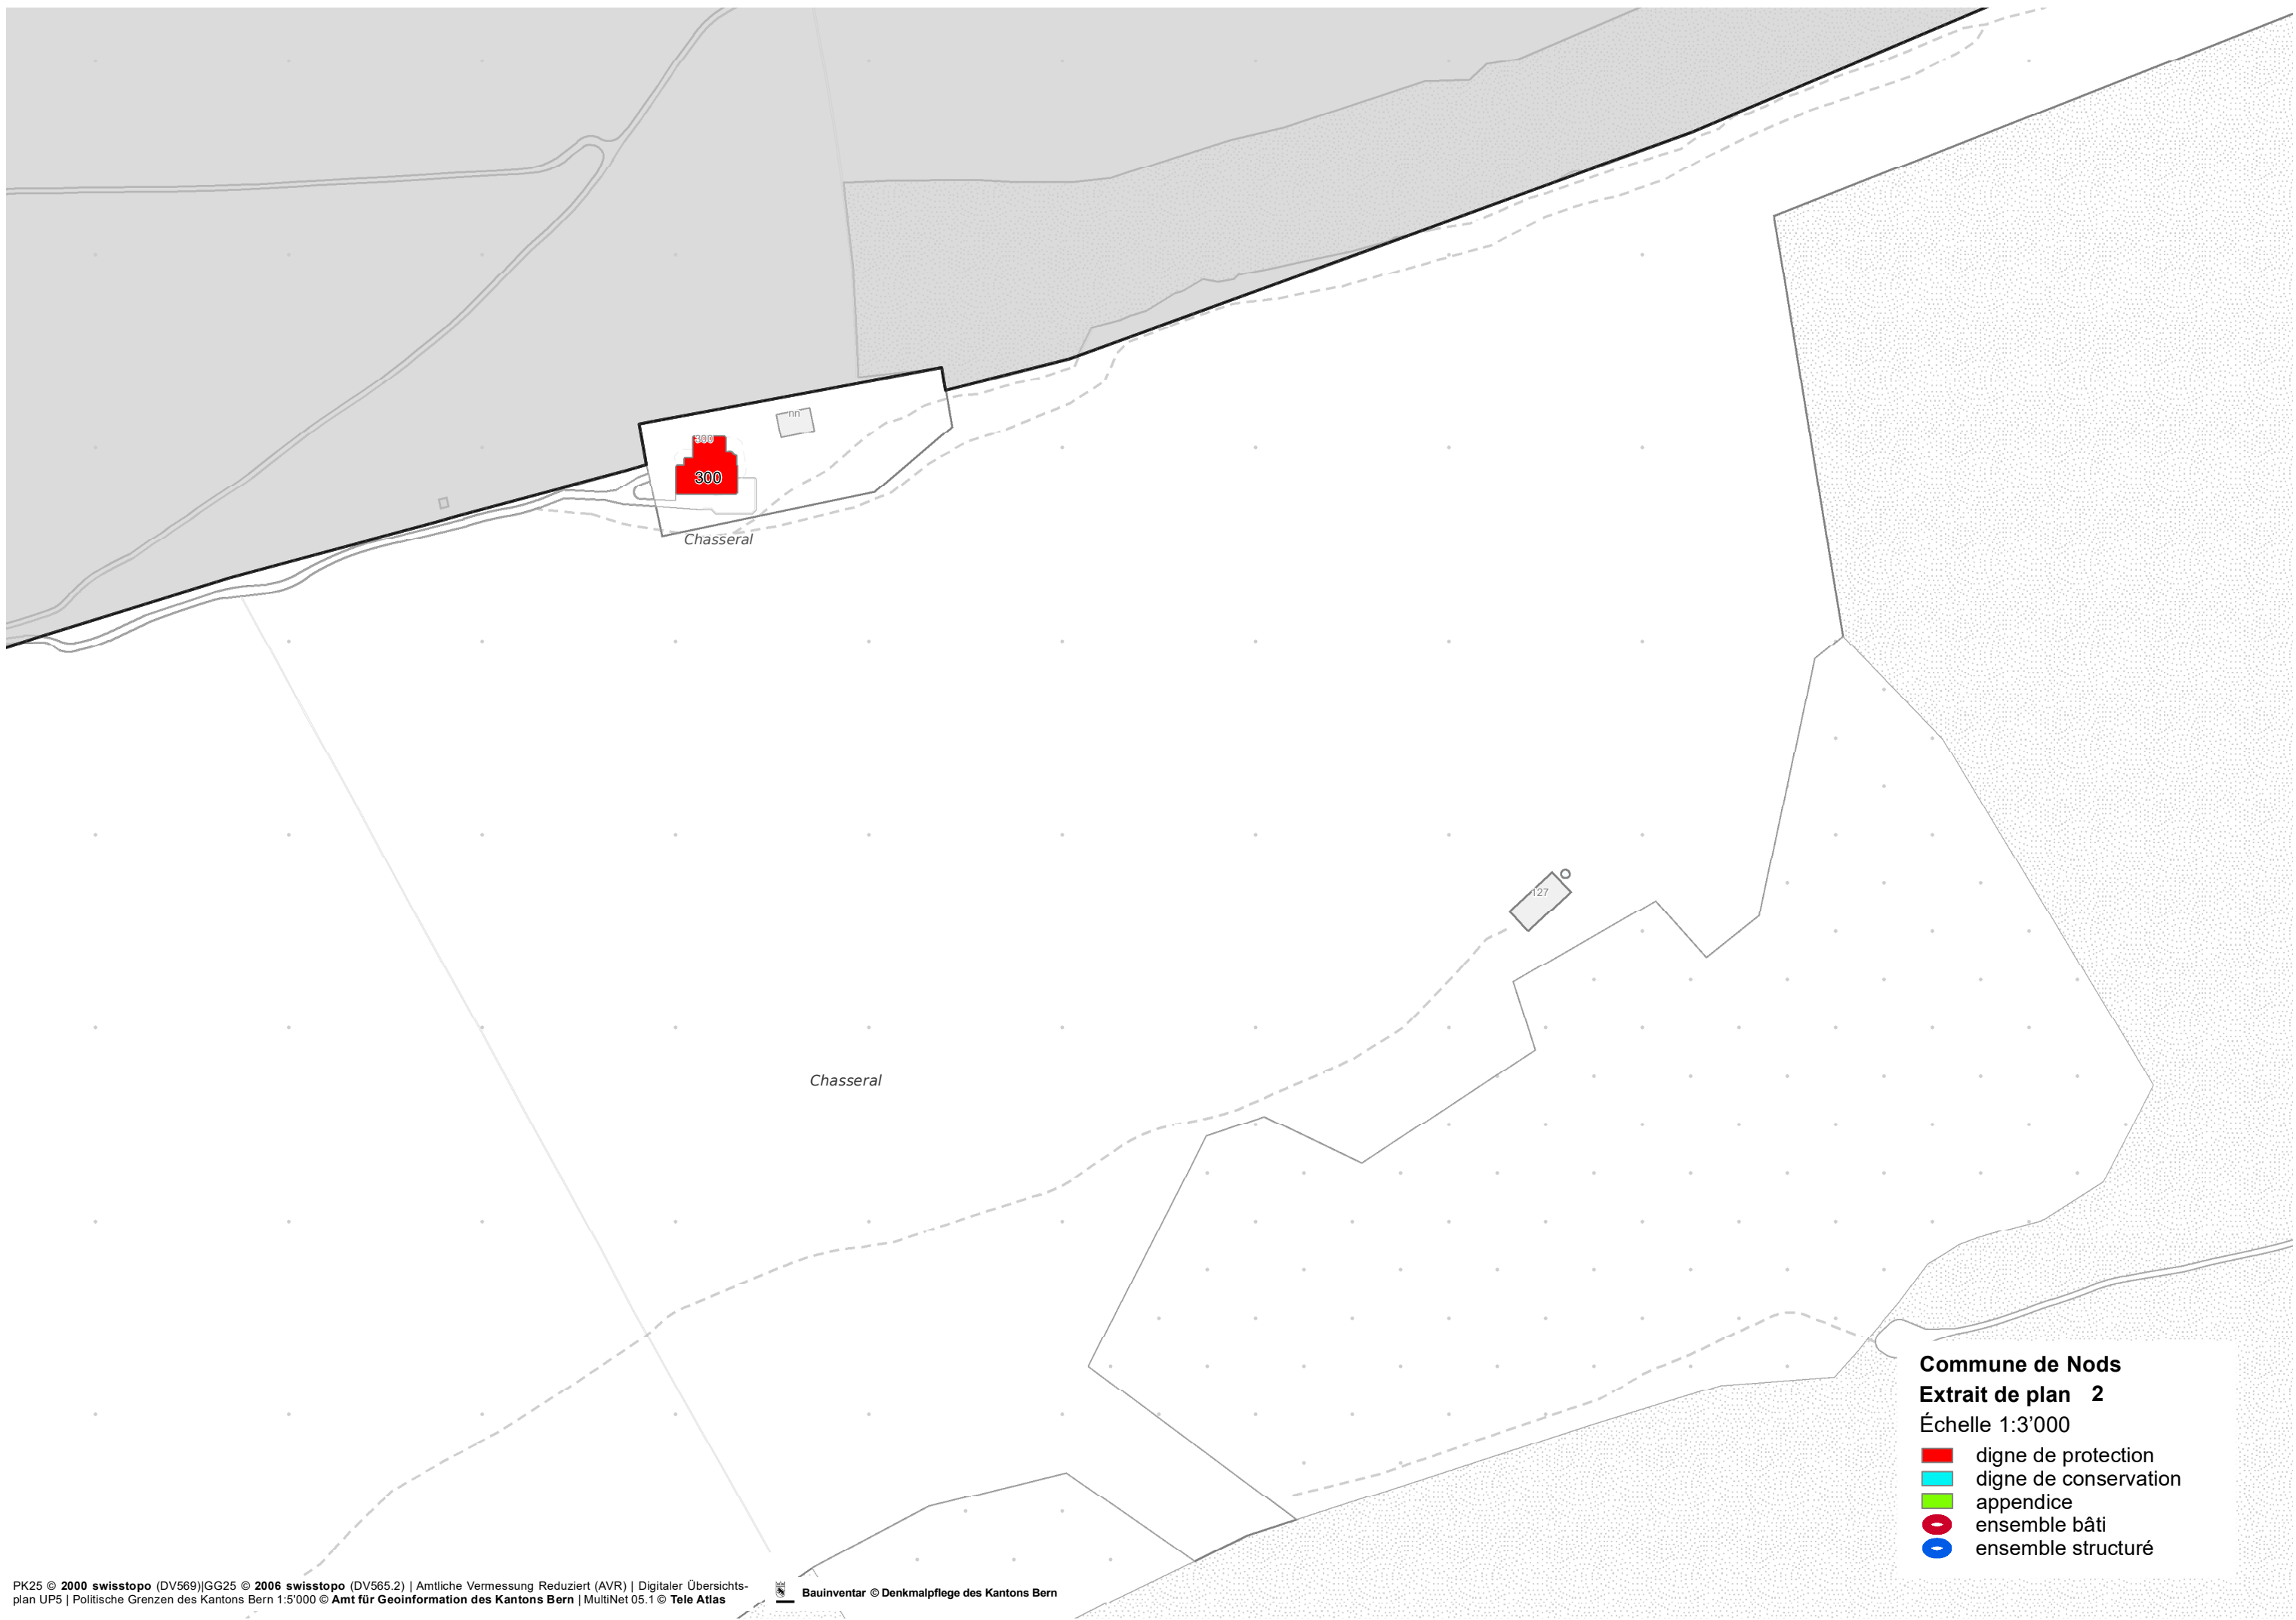 nn
300
300
Chasseral
127
Chasseral
Commune de Nods
Extrait de plan 2
Échelle 1:3’000
digne de protection
digne de conservation
appendice
ensemble bâti
ensemble structuré
PK25 © 2000 swisstopo (DV569)|GG25 © 2006 swisstopo (DV565.2) | Amtliche Vermessung Reduziert (AVR) | Digitaler Übersichts-
plan UP5 | Politische Grenzen des Kantons Bern 1:5'000 © Amt für Geoinformation des Kantons Bern | MultiNet 05.1 © Tele Atlas
Bauinventar © Denkmalpflege des Kantons Bern